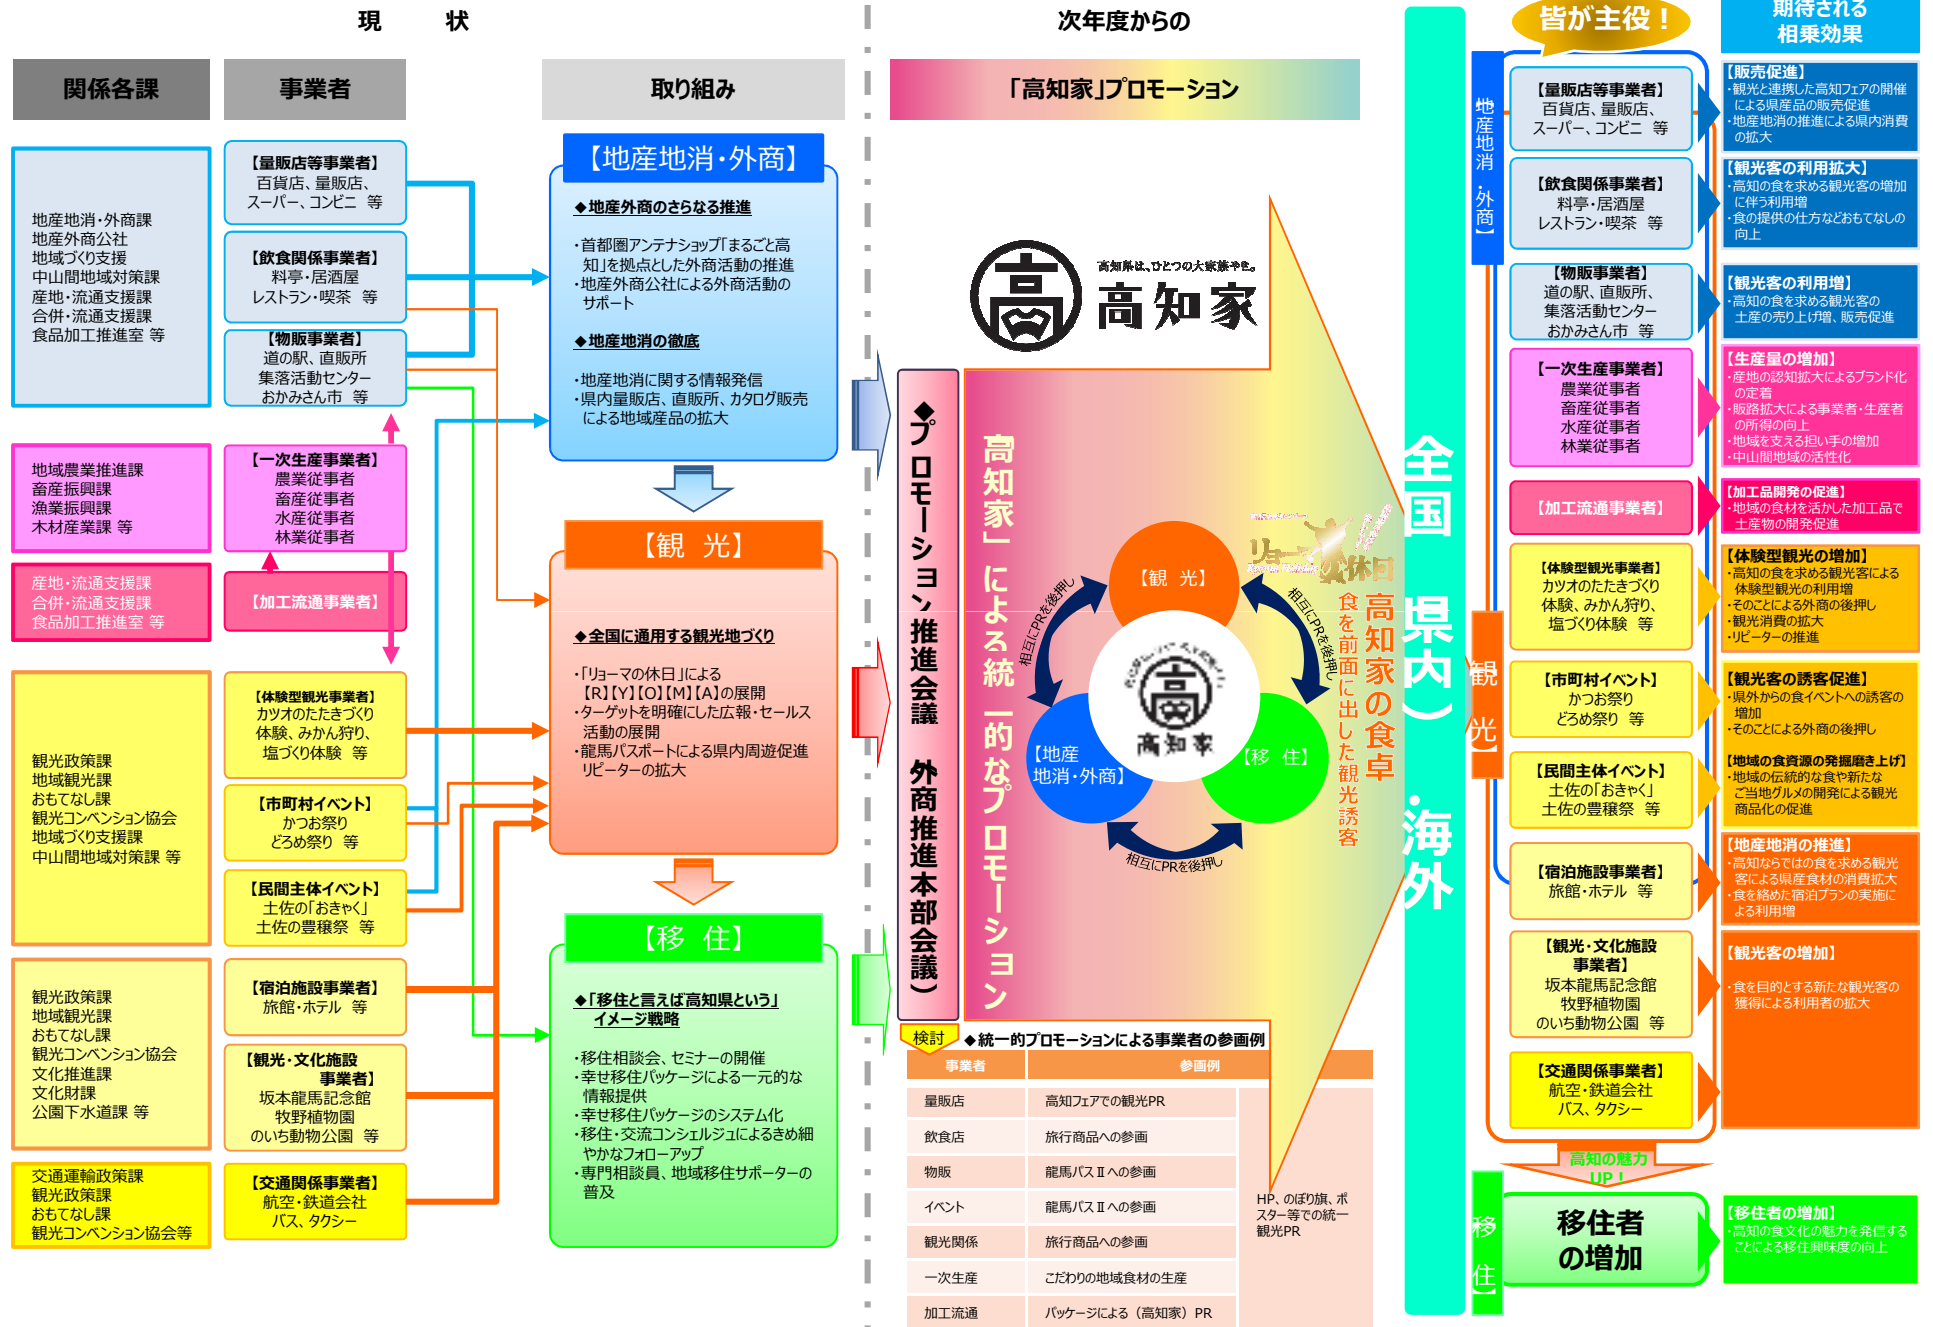 現　　状
関係各課
事業者
取り組み
地産地消・外商課
地産外商公社
地域づくり支援
中山間地域対策課
産地・流通支援課
合併・流通支援課
食品加工推進室 等
地域農業推進課
畜産振興課
漁業振興課
木材産業課 等
産地・流通支援課
合併・流通支援課
食品加工推進室 等
観光政策課
地域観光課
おもてなし課
観光コンベンション協会
地域づくり支援課
中山間地域対策課 等
観光政策課
地域観光課
おもてなし課
観光コンベンション協会
文化推進課
文化財課
公園下水道課 等
交通運輸政策課
観光政策課
おもてなし課
観光コンベンション協会等
【量販店等事業者】
百貨店、量販店、
スーパー、コンビニ 等
【飲食関係事業者】
料亭・居酒屋
レストラン・喫茶 等
【物販事業者】
道の駅、直販所
集落活動センター
おかみさん市 等
【一次生産事業者】
農業従事者
畜産従事者
水産従事者
林業従事者
【加工流通事業者】
【体験型観光事業者】
カツオのたたきづくり
体験、みかん狩り、
塩づくり体験 等
【市町村イベント】
かつお祭り
どろめ祭り 等
【民間主体イベント】
土佐の「おきゃく」
土佐の豊穣祭 等
【宿泊施設事業者】
旅館・ホテル 等
【観光・文化施設
事業者】
坂本龍馬記念館
牧野植物園
のいち動物公園 等
【交通関係事業者】
航空・鉄道会社
バス、タクシー
【地産地消・外商】
◆地産外商のさらなる推進
・首都圏アンテナショップ「まるごと高
知」を拠点とした外商活動の推進
・地産外商公社による外商活動の
サポート
◆地産地消の徹底
・地産地消に関する情報発信
・県内量販店、直販所、カタログ販売
による地域産品の拡大
【観　光】
◆全国に通用する観光地づくり
・「リョーマの休日」による
【R】【Y】【O】【M】【A】の展開
・ターゲットを明確にした広報・セールス
活動の展開
・龍馬パスポートによる県内周遊促進
リピーターの拡大
【移　住】
◆「移住と言えば高知県という」
イメージ戦略
・移住相談会、セミナーの開催
・幸せ移住パッケージによる一元的な
情報提供
・幸せ移住パッケージのシステム化
・移住・交流コンシェルジュによるきめ細
やかなフォローアップ
・専門相談員、地域移住サポーターの
普及
次年度からの
「高知家」プロモーション
高
高知県は、ひとつの大家族やき。
高知家
◆プロモーション推進会議　外商推進本部会議）
高知家」による統一的なプロモーション
【観　光】
【地産
地消・外商】
【移　住】
高
高知家
相互にPRを後押し
相互にPRを後押し
相互にPRを後押し
リョーマの休日
高知家の食卓
食を前面に出した観光誘客
検討
◆統一的プロモーションによる事業者の参画例
事業者　参画例
量販店　高知フェアでの観光PR
飲食店　旅行商品への参画
物販　龍馬パスⅡへの参画
イベント　龍馬パスⅡへの参画
観光関係　旅行商品への参画
一次生産　こだわりの地域食材の生産
加工流通　パッケージによる（高知家）PR
HP、のぼり旗、ポ
スター等での統一
観光PR
全国　県内）・海外
皆が主役！
期待される
相乗効果
地産地消・外商】
観　光】
移　住】
【量販店等事業者】
百貨店、量販店、
スーパー、コンビニ 等
【飲食関係事業者】
料亭・居酒屋
レストラン・喫茶 等
【物販事業者】
道の駅、直販所、
集落活動センター
おかみさん市 等
【一次生産事業者】
農業従事者
畜産従事者
水産従事者
林業従事者
【加工流通事業者】
【体験型観光事業者】
カツオのたたきづくり
体験、みかん狩り、
塩づくり体験 等
【市町村イベント】
かつお祭り
どろめ祭り 等
【民間主体イベント】
土佐の「おきゃく」
土佐の豊穣祭 等
【宿泊施設事業者】
旅館・ホテル 等
【観光・文化施設
事業者】
坂本龍馬記念館
牧野植物園
のいち動物公園 等
【交通関係事業者】
航空・鉄道会社
バス、タクシー
高知の魅力
UP！
移住者
の増加
【販売促進】
・観光と連携した高知フェアの開催
による県産品の販売促進
・地産地消の推進による県内消費
の拡大
【観光客の利用拡大】
・高知の食を求める観光客の増加
に伴う利用増
・食の提供の仕方などおもてなしの
向上
【観光客の利用増】
・高知の食を求める観光客の
土産の売り上げ増、販売促進
【生産量の増加】
・産地の認知拡大によるブランド化
の定着
・販路拡大による事業者・生産者
の所得の向上
・地域を支える担い手の増加
・中山間地域の活性化
【加工品開発の促進】
・地域の食材を活かした加工品で
土産物の開発促進
【体験型観光の増加】
・高知の食を求める観光客による
体験型観光の利用増
・そのことによる外商の後押し
・観光消費の拡大
・リピーターの推進
【観光客の誘客促進】
・県外からの食イベントへの誘客の
増加
・そのことによる外商の後押し
【地域の食資源の発掘磨き上げ】
・地域の伝統的な食や新たな
ご当地グルメの開発による観光
商品化の促進
【地産地消の推進】
・高知ならではの食を求める観光
客による県産食材の消費拡大
・食を絡めた宿泊プランの実施に
よる利用増
【観光客の増加】
・食を目的とする新たな観光客の
獲得による利用者の拡大
【移住者の増加】
・高知の食文化の魅力を発信する
ことによる移住興味度の向上